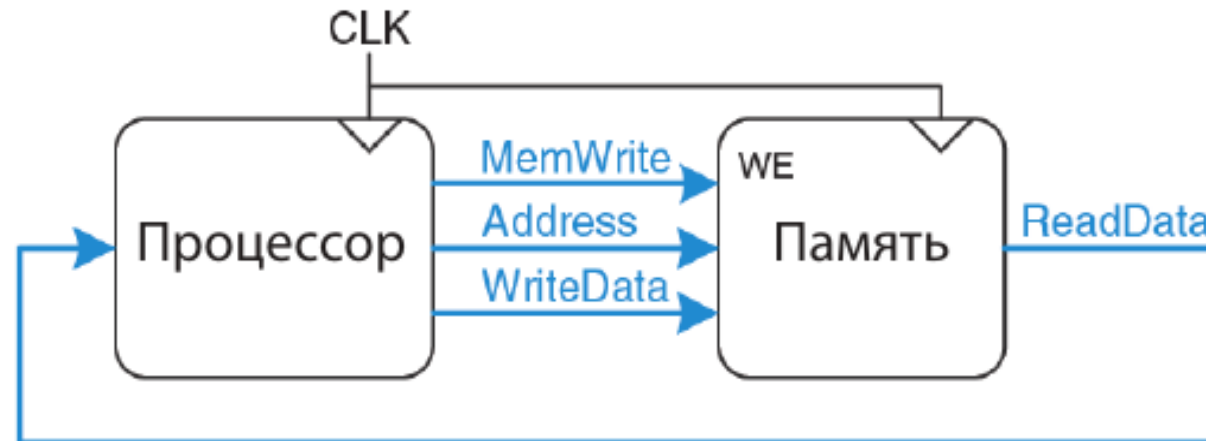 CLK
MemWrite
WE
Процессор
Address
Память
ReadData
WriteData